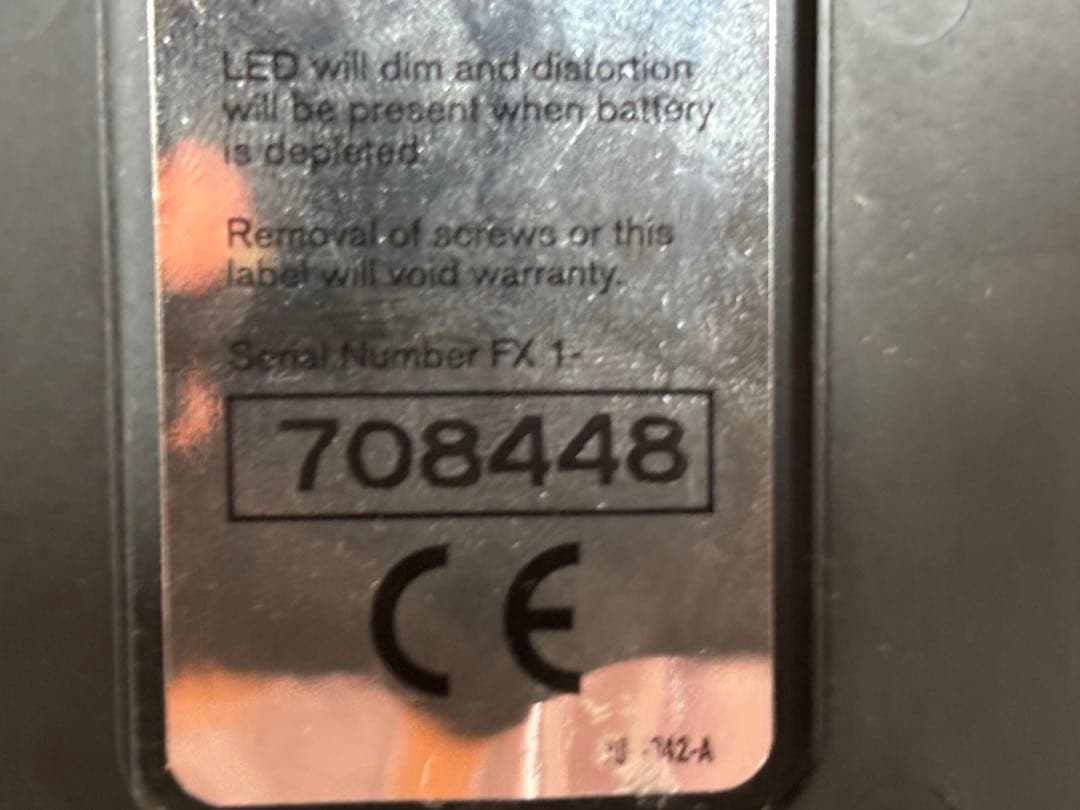 LED will dim and distortion
will be present when battery
is depleted.
Removal of screws or this
label will void warranty.
Serial Number FX 1-
708448
CE